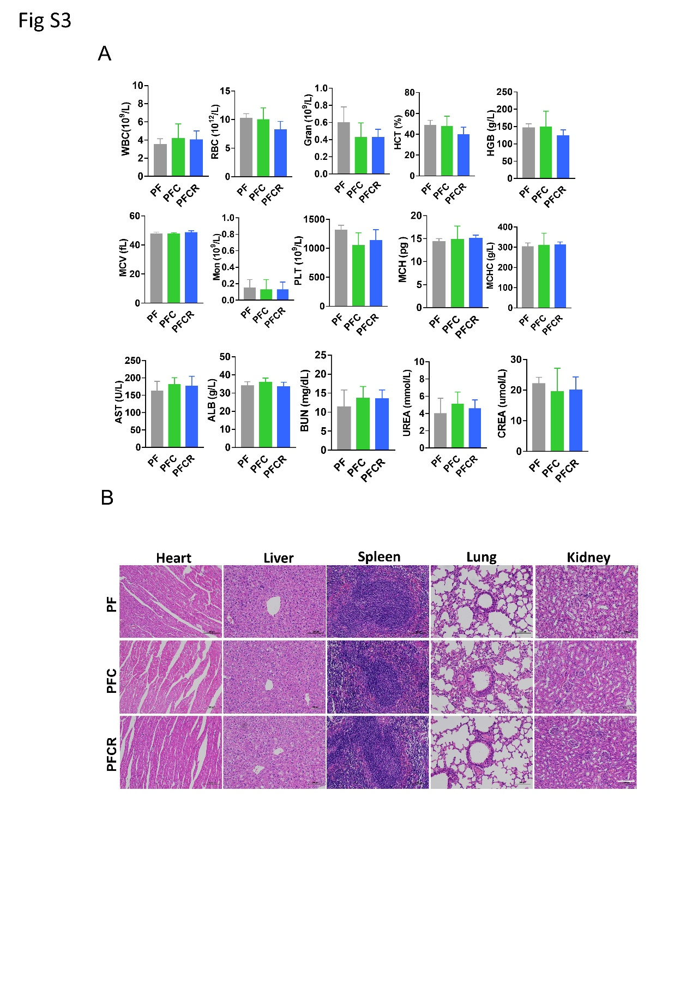 Fig S3
A
WBC(10⁹/L)
10
8
6
4
2
0
PF
PFC
PFCR
RBC (10¹²/L)
15
10
5
0
PF
PFC
PFCR
Gran (10⁹/L)
1.0
0.8
0.6
0.4
0.2
0.0
PF
PFC
PFCR
HCT (%)
80
60
40
20
0
PF
PFC
PFCR
HGB (g/L)
250
200
150
100
50
0
PF
PFC
PFCR
MCV (fL)
60
40
20
0
PF
PFC
PFCR
Mon (10⁹/L)
1.0
0.8
0.6
0.4
0.2
0.0
PF
PFC
PFCR
PLT (10⁹/L)
1500
1000
500
0
PF
PFC
PFCR
MCH (pg )
20
15
10
5
0
PF
PFC
PFCR
MCHC (g/L)
400
300
200
100
0
PF
PFC
PFCR
AST (U/L)
250
200
150
100
50
0
PF
PFC
PFCR
ALB (g/L)
50
40
30
20
10
0
PF
PFC
PFCR
BUN (mg/dL)
25
20
15
10
5
0
PF
PFC
PFCR
UREA (mmol/L)
10
8
6
4
2
0
PF
PFC
PFCR
CREA (umol/L)
30
20
10
0
PF
PFC
PFCR
B
Heart Liver Spleen Lung Kidney
PF
PFC
PFCR